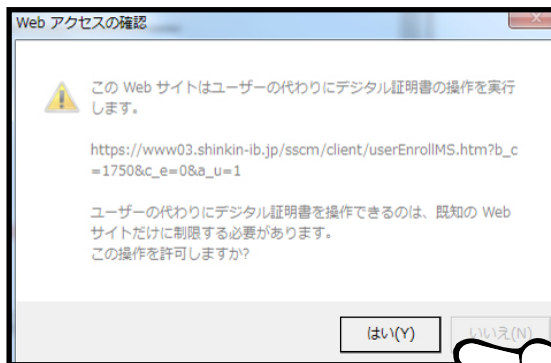 Web アクセスの確認
この Web サイトはユーザーの代わりにデジタル証明書の操作を実行
します。
https://www03.shinkin-ib.jp/sscm/client/userEnrollMS.htm?b_c
=1750&c_e=0&a_u=1
ユーザーの代わりにデジタル証明書を操作できるのは、既知の Web
サイトだけに制限する必要があります。
この操作を許可しますか?
はい(Y)
いいえ(N)